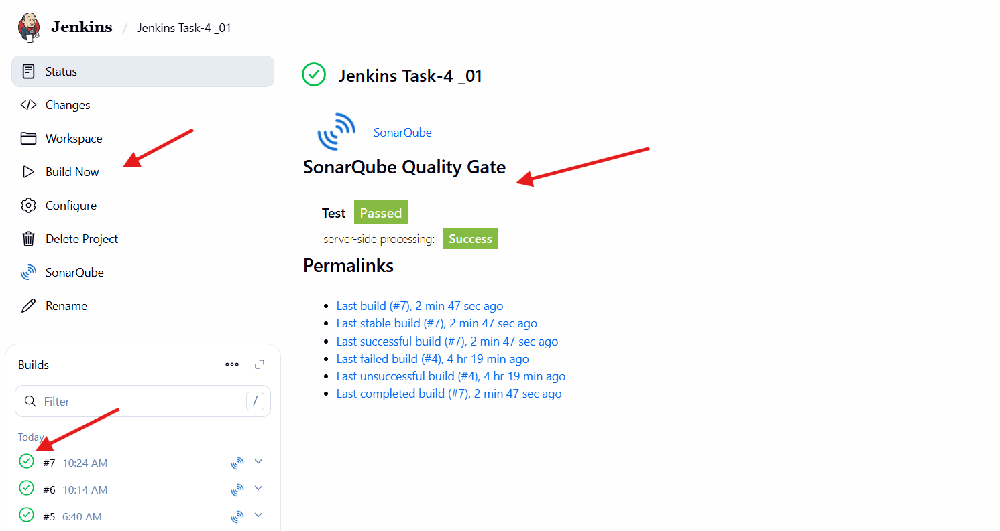 Jenkins / Jenkins Task-4 _01
Status
Changes
Workspace
Build Now
Configure
Delete Project
SonarQube
Rename
Builds
Filter /
Today
#7 10:24 AM
#6 10:14 AM
#5 6:40 AM
Jenkins Task-4 _01
SonarQube
SonarQube Quality Gate
Test Passed
server-side processing: Success
Permalinks
Last build (#7), 2 min 47 sec ago
Last stable build (#7), 2 min 47 sec ago
Last successful build (#7), 2 min 47 sec ago
Last failed build (#4), 4 hr 19 min ago
Last unsuccessful build (#4), 4 hr 19 min ago
Last completed build (#7), 2 min 47 sec ago